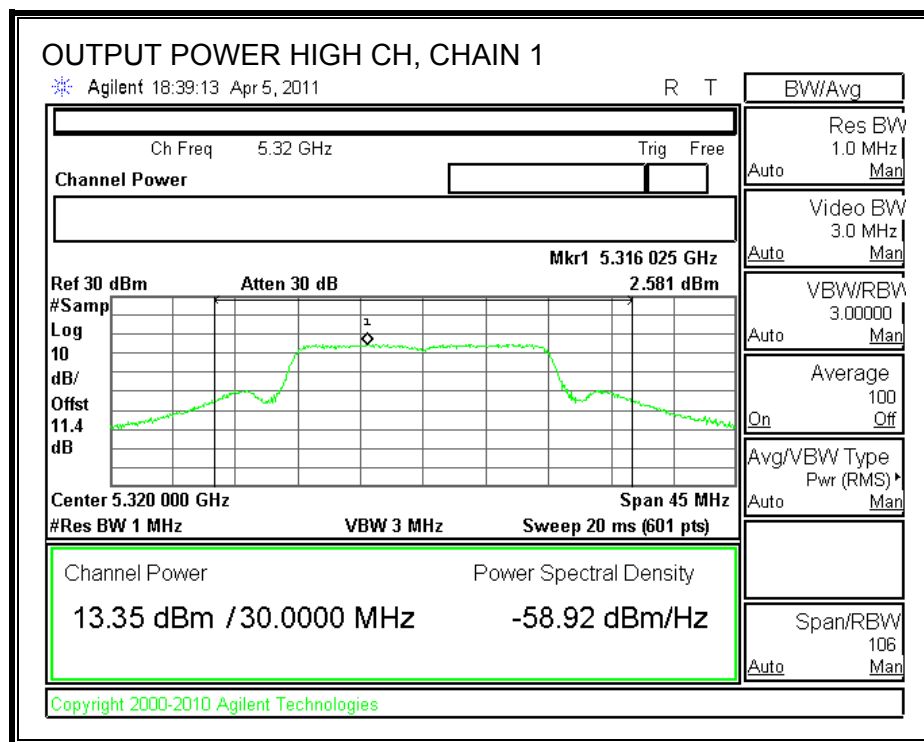 OUTPUT POWER HIGH CH, CHAIN 1
Agilent 18:39:13 Apr 5, 2011 R T
Ch Freq 5.32 GHz Trig Free
Channel Power
Mkr1 5.316 025 GHz
Ref 30 dBm Atten 30 dB 2.581 dBm
#Samp
Log
10
dB/
Offst
11.4
dB
1
Center 5.320 000 GHz Span 45 MHz
#Res BW 1 MHz VBW 3 MHz Sweep 20 ms (601 pts)
Channel Power Power Spectral Density
13.35 dBm / 30.0000 MHz -58.92 dBm/Hz
Copyright 2000-2010 Agilent Technologies
BW/Avg
Res BW
1.0 MHz
Auto Man
Video BW
3.0 MHz
Auto Man
VBW/RBW
3.00000
Auto Man
Average
100
On Off
Avg/VBW Type
Pwr (RMS)
Auto Man
Span/RBW
106
Auto Man